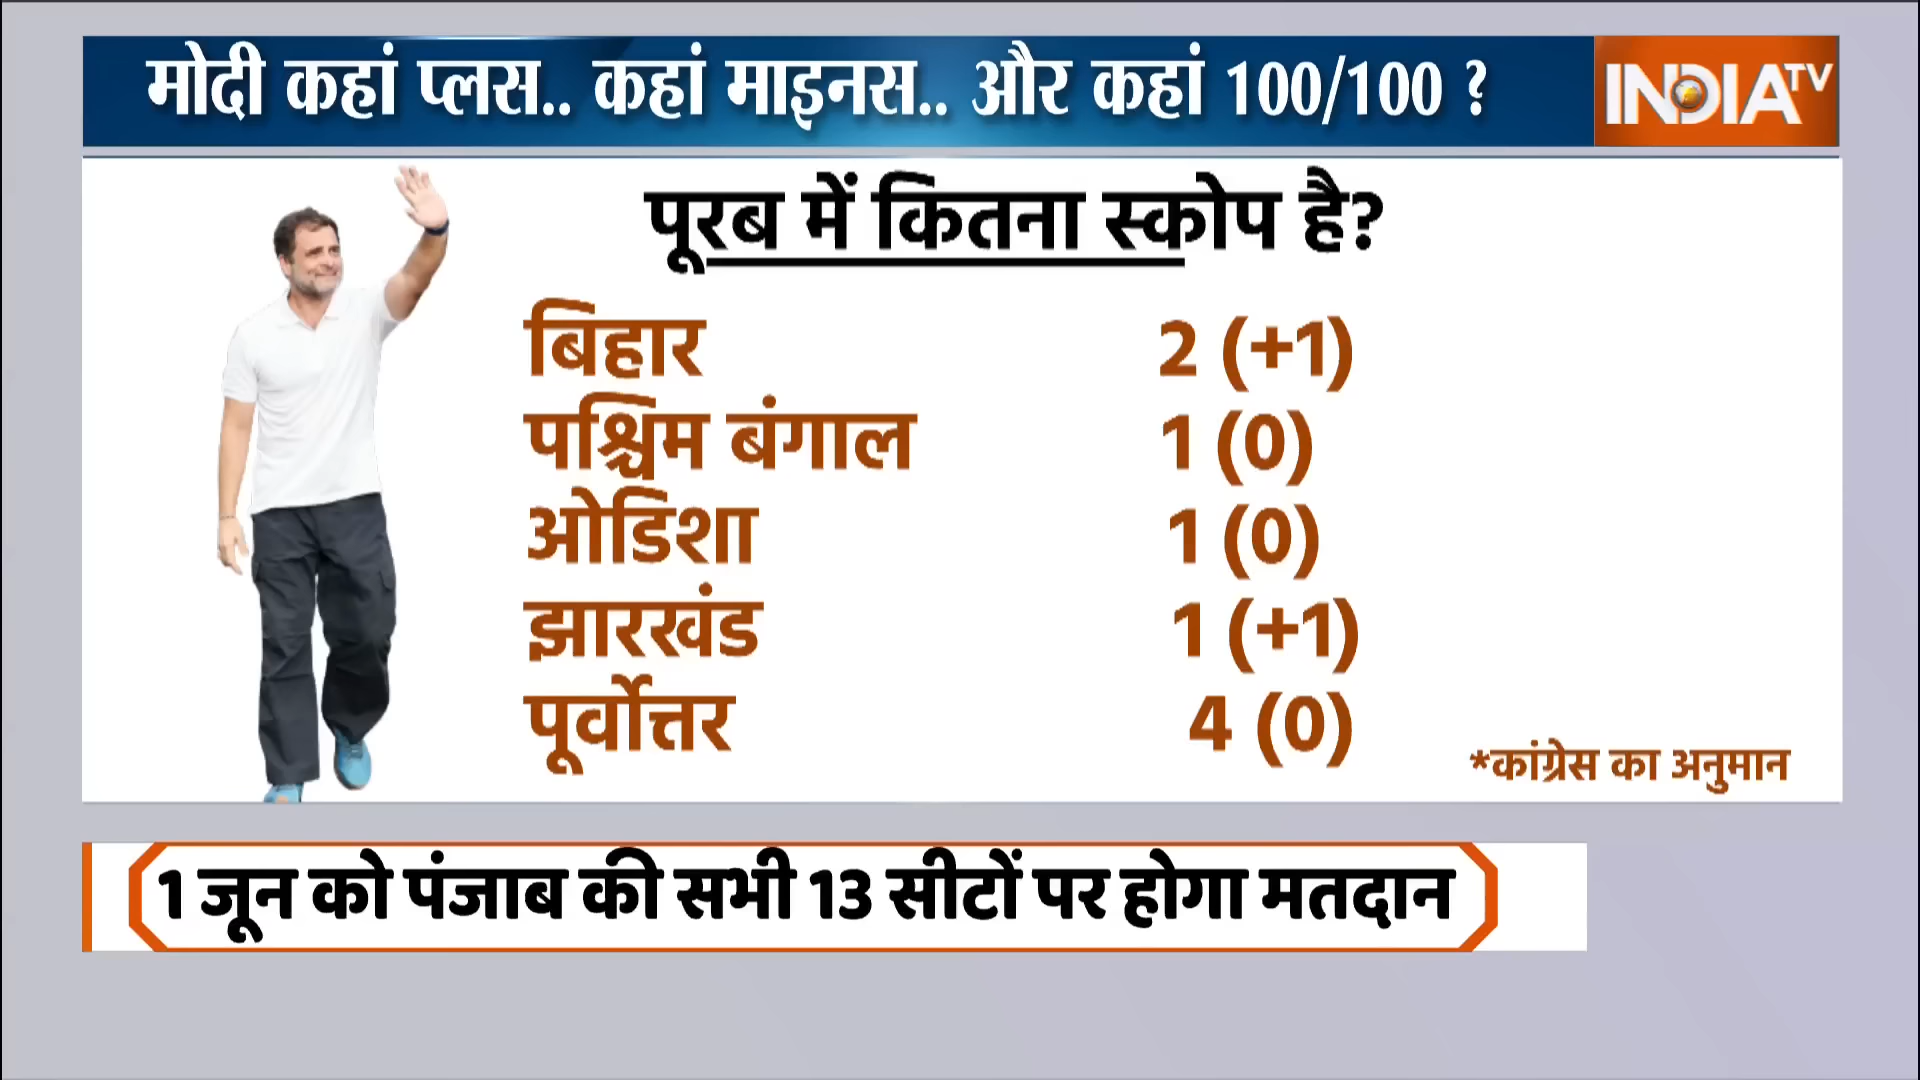 मोदी कहां प्लस.. कहां माइनस.. और कहां 100/100 ?
INDIA TV
पूरब में कितना स्कोप है?
बिहार 2 (+1)
पश्चिम बंगाल 1 (0)
ओडिशा 1 (0)
झारखंड 1 (+1)
पूर्वोत्तर 4 (0)
*कांग्रेस का अनुमान
1 जून को पंजाब की सभी 13 सीटों पर होगा मतदान